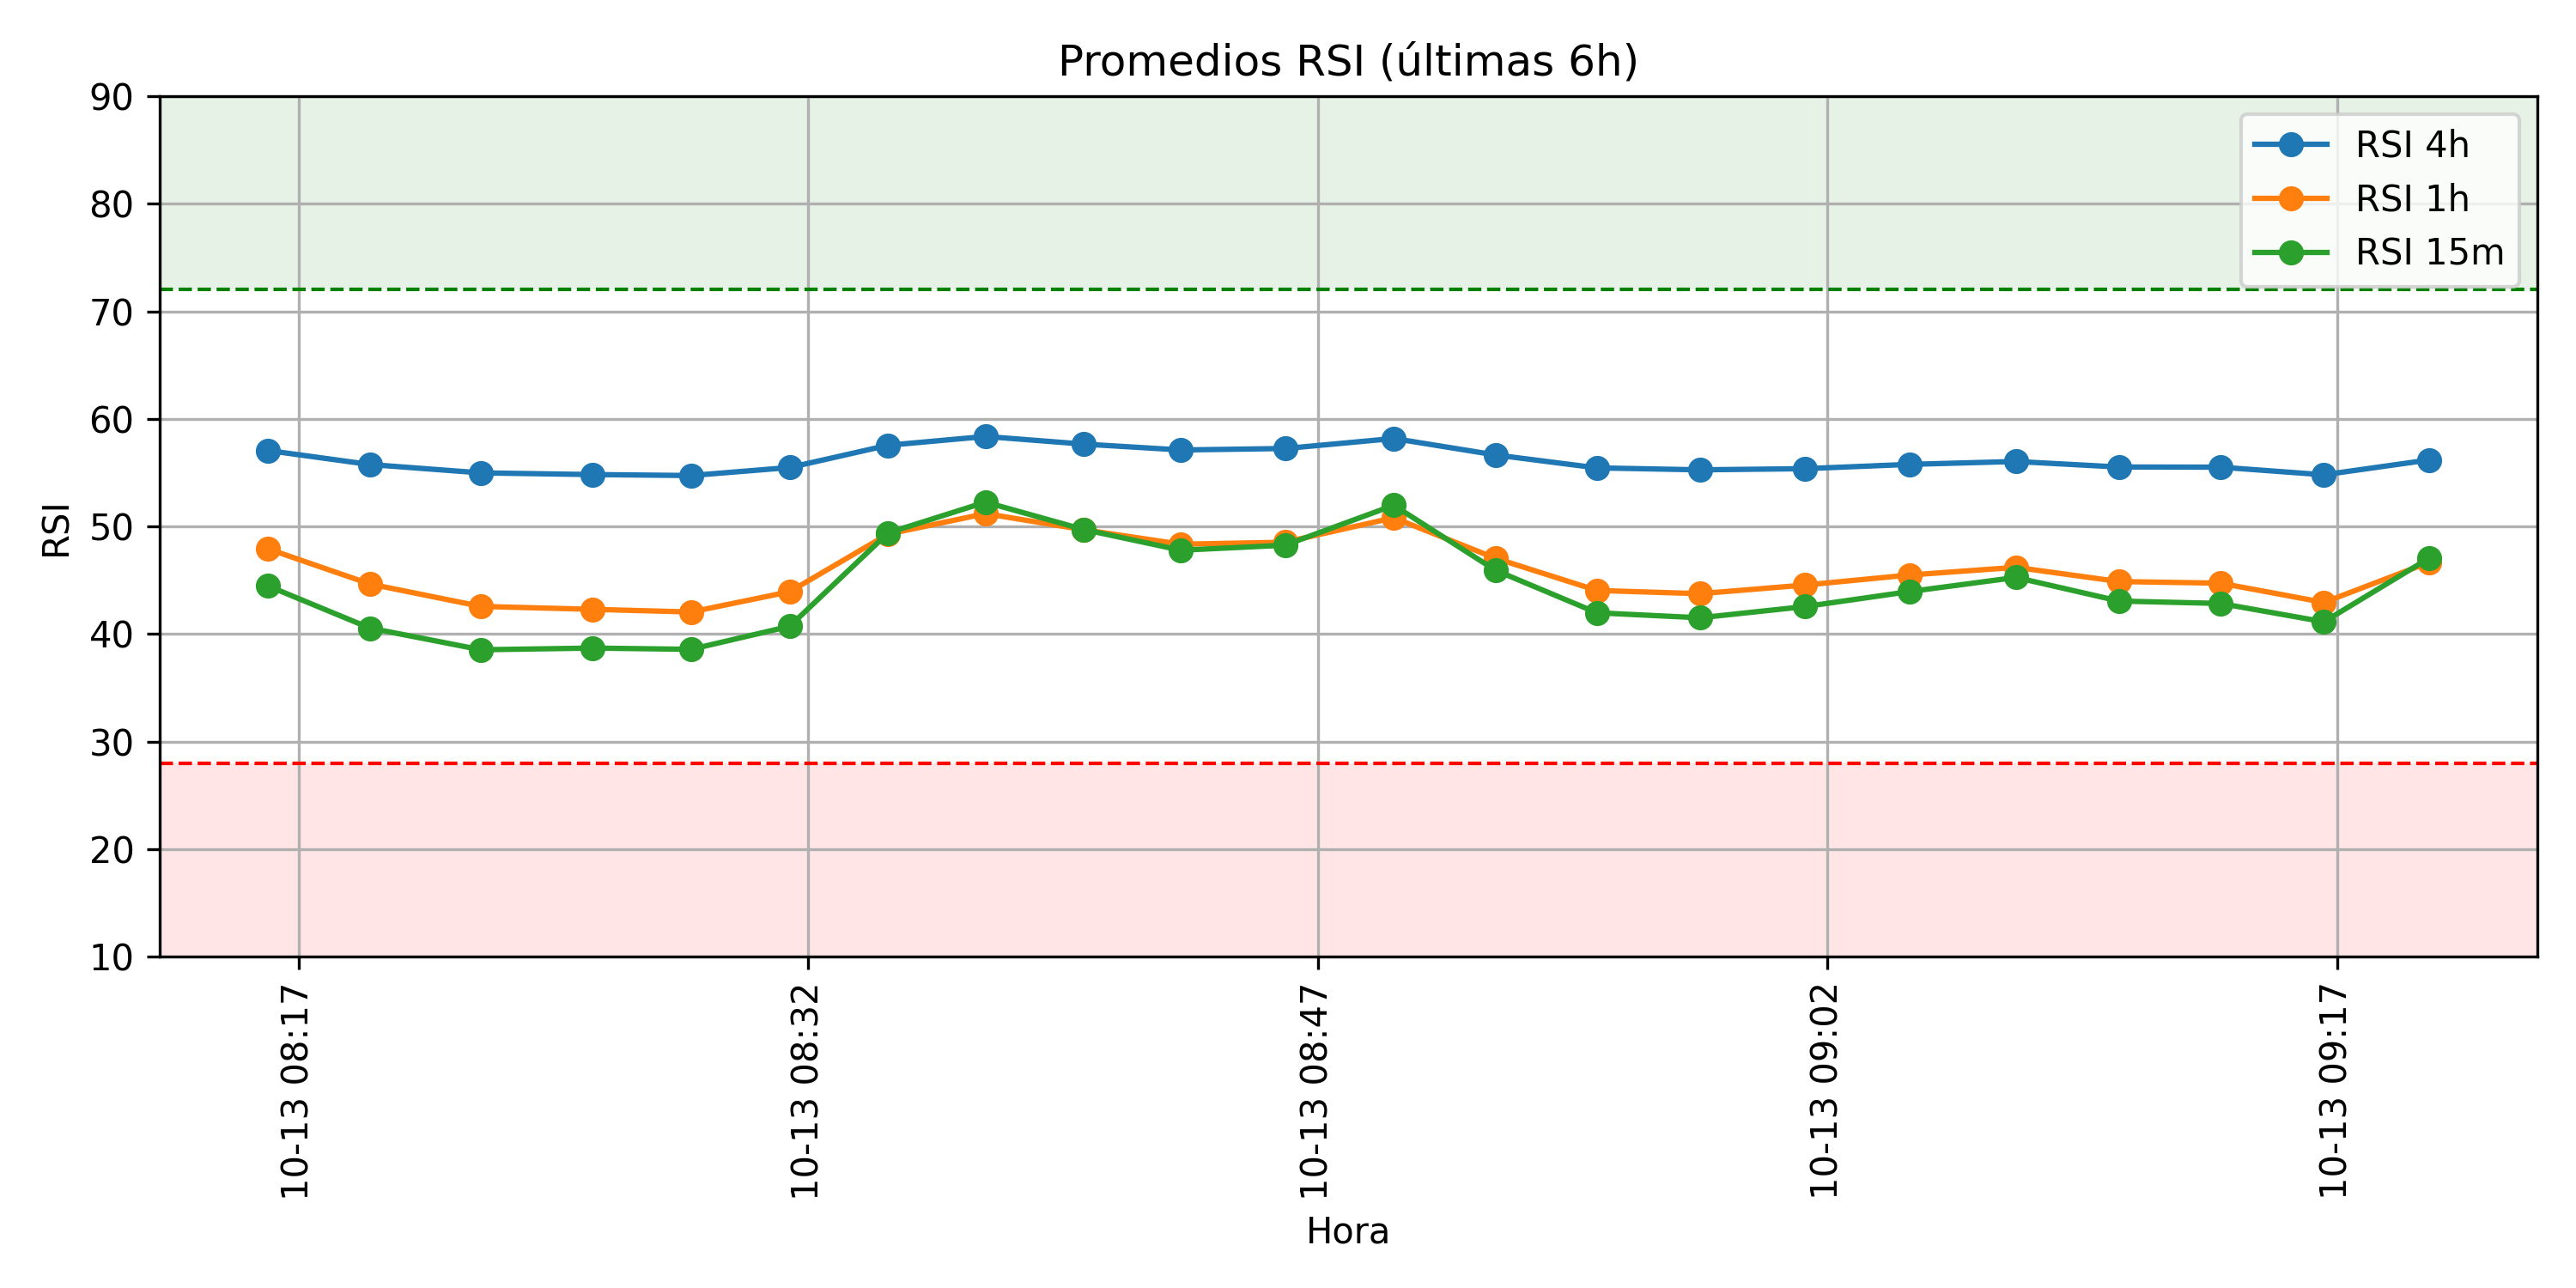 Promedios RSI (últimas 6h)
RSI 4h
RSI 1h
RSI 15m
RSI
90
80
70
60
50
40
30
20
10
10-13 08:17
10-13 08:32
10-13 08:47
10-13 09:02
10-13 09:17
Hora